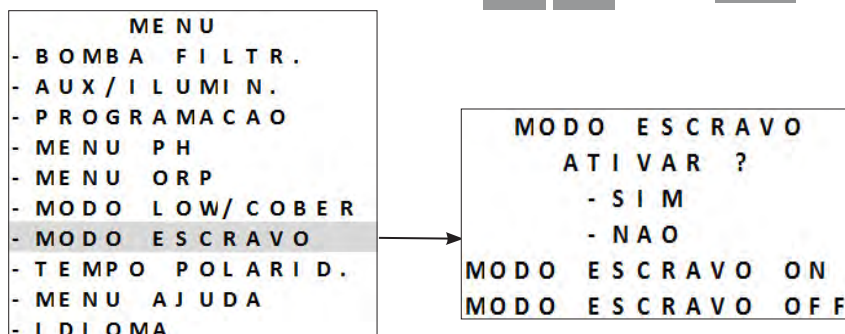 MENU
- BOMBA FILTR.
- AUX/ILUMIN.
- PROGRAMACAO
- MENU PH
- MENU ORP
- MODO LOW/COBER
- MODO ESCRAVO
- TEMPO POLARID.
- MENU AJUDA
- IDIOMA
MODO ESCRAVO
ATIVAR ?
- SIM
- NAO
MODO ESCRAVO ON
MODO ESCRAVO OFF